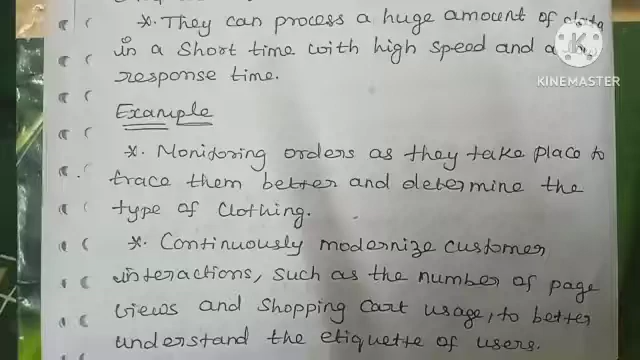 *. They can process a huge amount of data
in a short time with high speed and a
response time.
Example
*. Monitoring orders as they take place to
trace them better and determine the
type of clothing.
*. Continuously modernize customer
interactions, such as the number of page
views and shopping cart usage, to better
understand the etiquette of users.
KINEMASTER